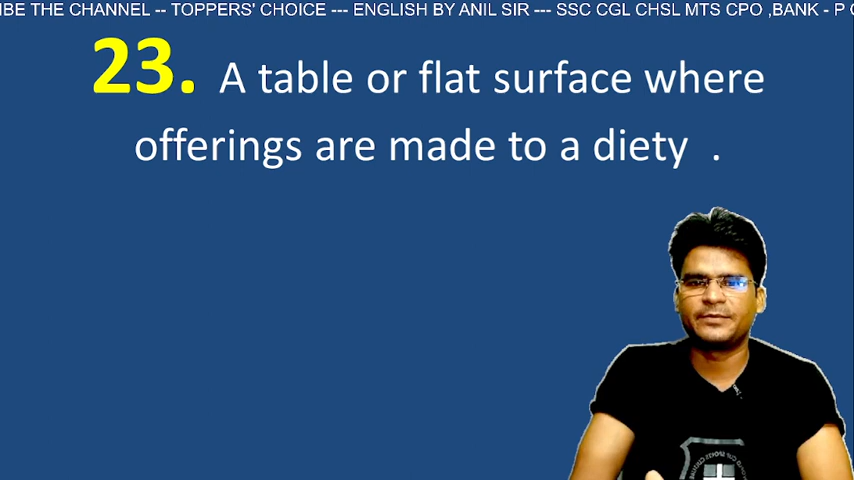 IBE THE CHANNEL -- TOPPERS' CHOICE --- ENGLISH BY ANIL SIR --- SSC CGL CHSL MTS CPO ,BANK - P
23. A table or flat surface where
offerings are made to a diety .